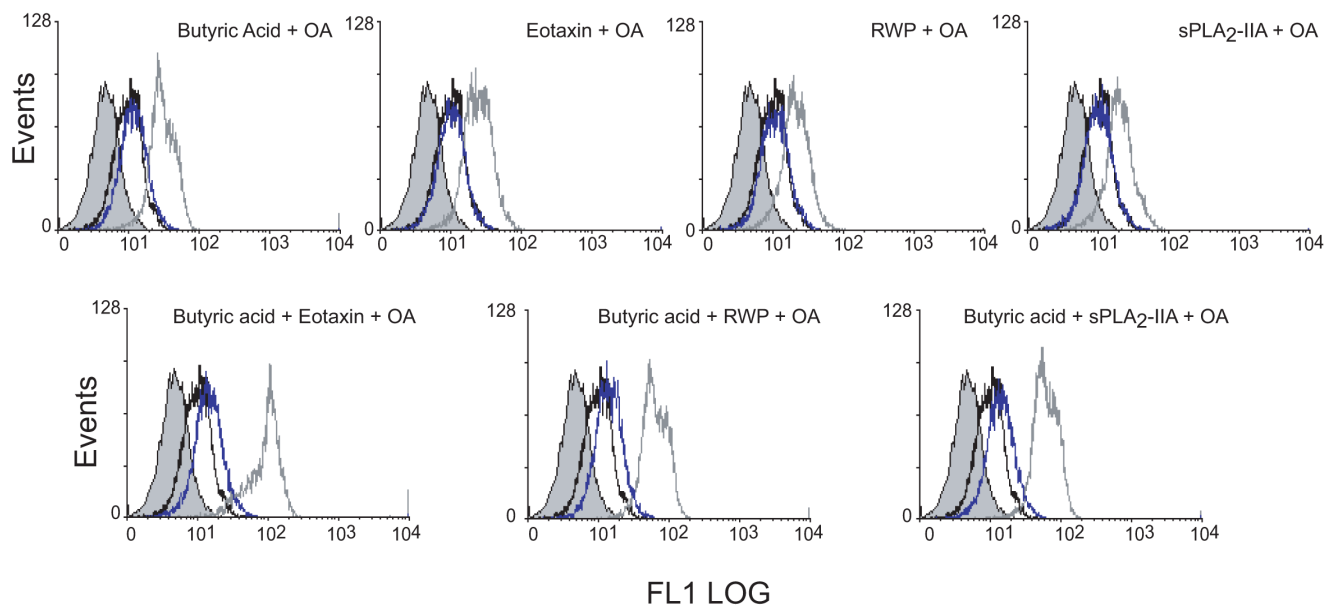 128 Butyric Acid + OA 128 Eotaxin + OA 128 RWP + OA 128 sPLA₂-IIA + OA
Events
0 0 0 0
0 10¹ 10² 10³ 10⁴ 0 10¹ 10² 10³ 10⁴ 0 10¹ 10² 10³ 10⁴ 0 10¹ 10² 10³ 10⁴
128 Butyric acid + Eotaxin + OA 128 Butyric acid + RWP + OA 128 Butyric acid + sPLA₂-IIA + OA
Events
0 0 0
0 10¹ 10² 10³ 10⁴ 0 10¹ 10² 10³ 10⁴ 0 10¹ 10² 10³ 10⁴
FL1 LOG